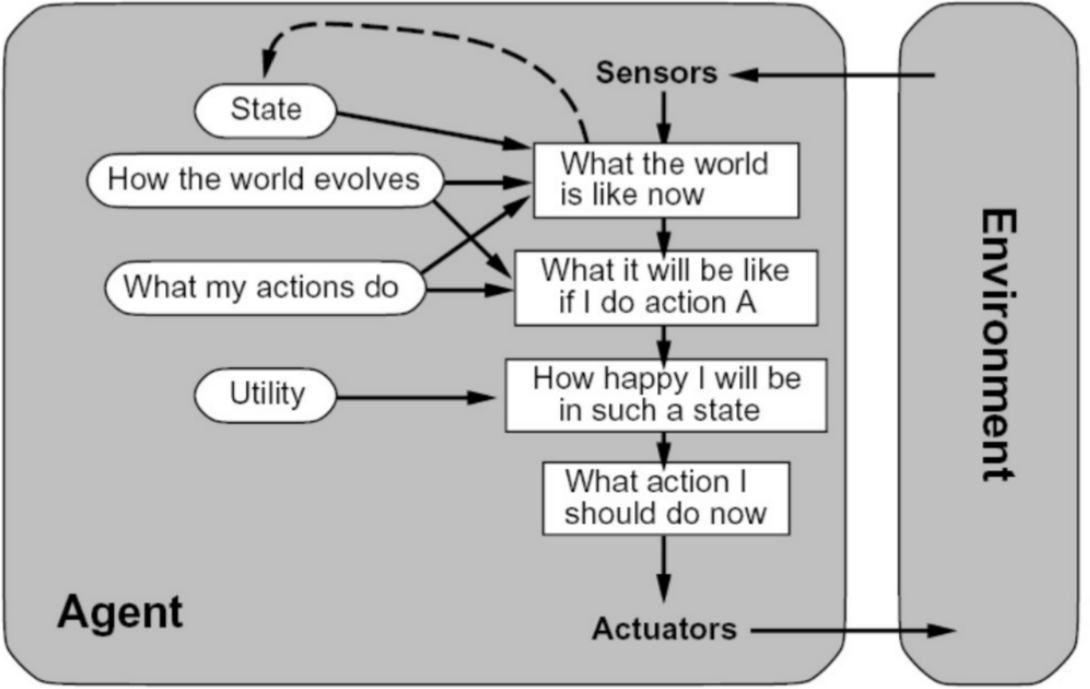 Sensors
State
What the world
is like now
How the world evolves
What it will be like
if I do action A
What my actions do
How happy I will be
in such a state
Utility
What action I
should do now
Agent
Actuators
Environment